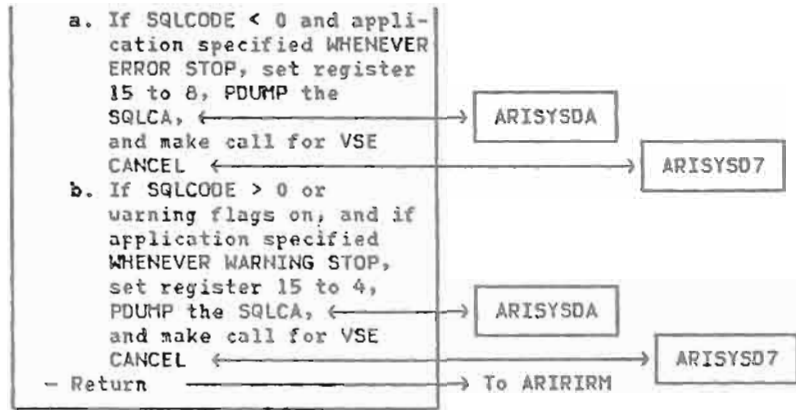 a. If SQLCODE < 0 and appli-
cation specified WHENEVER
ERROR STOP, set register
15 to 8, PDUMP the
SQLCA, ARISYSDA
and make call for VSE
CANCEL ARISYSD7
b. If SQLCODE > 0 or
warning flags on, and if
application specified
WHENEVER WARNING STOP,
set register 15 to 4,
PDUMP the SQLCA, ARISYSDA
and make call for VSE
CANCEL ARISYSD7
- Return To ARIRIRM